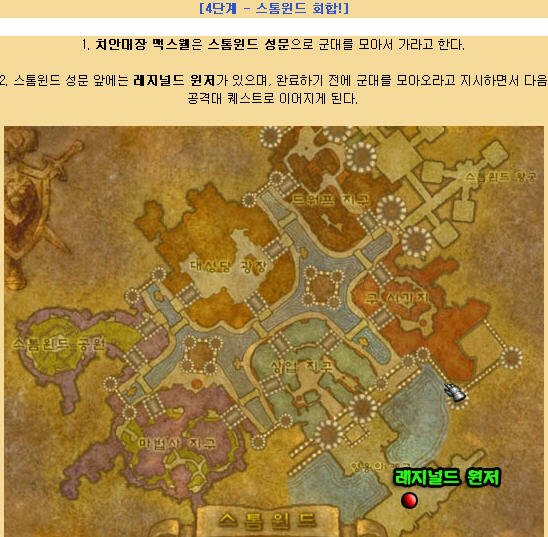 [4단계 - 스톰윈드 회합!]
1. 치안대장 맥스웰은 스톰윈드 성문으로 군대를 모아서 가라고 한다.
2. 스톰윈드 성문 앞에는 레지널드 윈저가 있으며, 완료하기 전에 군대를 모아오라고 지시하면서 다음
공격대 퀘스트로 이어지게 된다.
스톰윈드 왕궁
드워프 지구
대성당 광장
구 시가지
스톰윈드 공원
상업 지구
마법사 지구
레지널드 윈저
스톰윈드